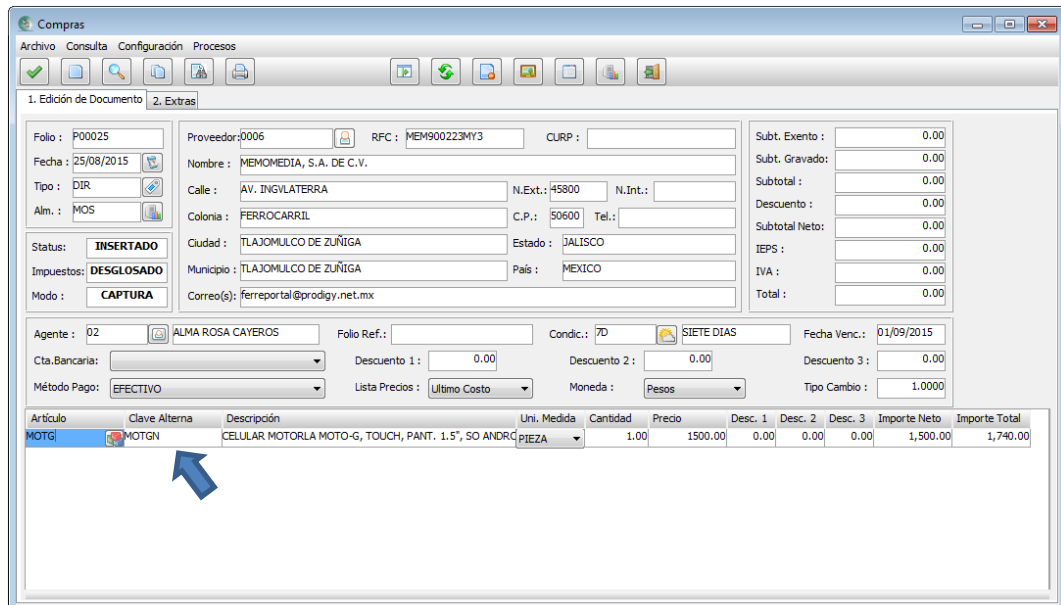 Compras
Archivo Consulta Configuración Procesos
1. Edición de Documento 2. Extras
Folio : P00025 Proveedor: 0006 RFC : MEM900223MY3 CURP : Subt. Exento : 0.00
Fecha : 25/08/2015 Nombre : MEMOMEDIA, S.A. DE C.V. Subt. Gravado: 0.00
Tipo : DIR Calle : AV. INGVLATERRA N.Ext.: 45800 N.Int.: Subtotal : 0.00
Alm. : MOS Colonia : FERROCARRIL C.P.: 50600 Tel.: Descuento : 0.00
Subtotal Neto: 0.00
Status: INSERTADO Ciudad : TLAJOMULCO DE ZUÑIGA Estado : JALISCO IEPS : 0.00
Impuestos: DESGLOSADO Municipio : TLAJOMULCO DE ZUÑIGA País : MEXICO IVA : 0.00
Modo : CAPTURA Correo(s): ferreportal@prodigy.net.mx Total : 0.00
Agente : 02 ALMA ROSA CAYEROS Folio Ref.: Condic.: 7D SIETE DIAS Fecha Venc.: 01/09/2015
Cta.Bancaria: Descuento 1 : 0.00 Descuento 2 : 0.00 Descuento 3 : 0.00
Método Pago: EFECTIVO Lista Precios : Ultimo Costo Moneda : Pesos Tipo Cambio : 1.0000
Artículo Clave Alterna Descripción Uni. Medida Cantidad Precio Desc. 1 Desc. 2 Desc. 3 Importe Neto Importe Total
MOTG MOTGN CELULAR MOTORLA MOTO-G, TOUCH, PANT. 1.5", SO ANDRO PIEZA 1.00 1500.00 0.00 0.00 0.00 1,500.00 1,740.00